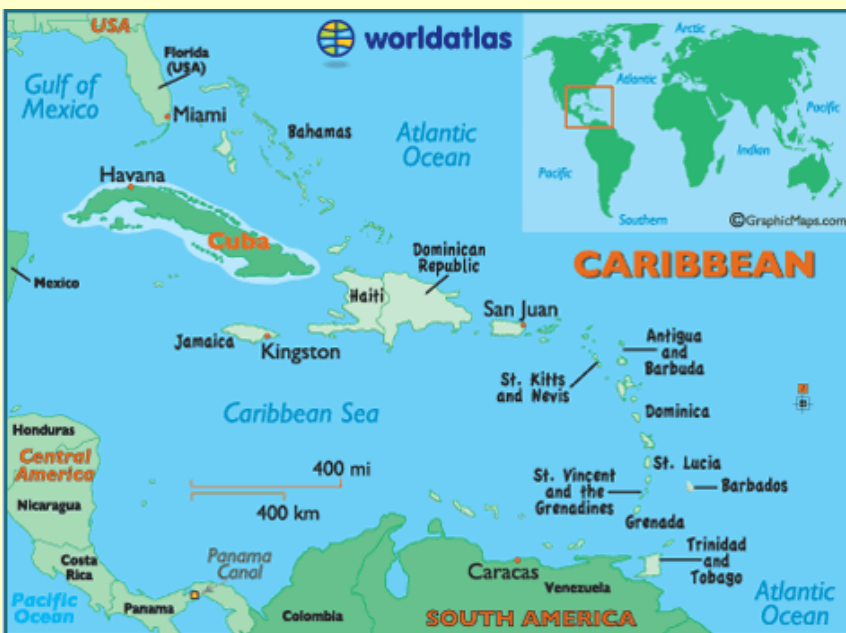 USA
worldatlas
Florida
(USA)
Gulf of
Mexico
Miami
Bahamas
Atlantic
Ocean
Arctic
Atlantic
Pacific
Indian
Pacific
Southern
©GraphicMaps.com
Havana
Cuba
Mexico
Dominican
Republic
CARIBBEAN
Haiti
San Juan
Jamaica
Kingston
Antigua
and
Barbuda
St. Kitts
and Nevis
N
Caribbean Sea
Dominica
Honduras
Central
America
400 mi
St. Lucia
St. Vincent
and the
Grenadines
Barbados
Nicaragua
400 km
Grenada
Costa
Rica
Panama
Canal
Caracas
Trinidad
and
Tobago
Venezuela
Pacific
Ocean
Panama
Colombia
SOUTH AMERICA
Atlantic
Ocean